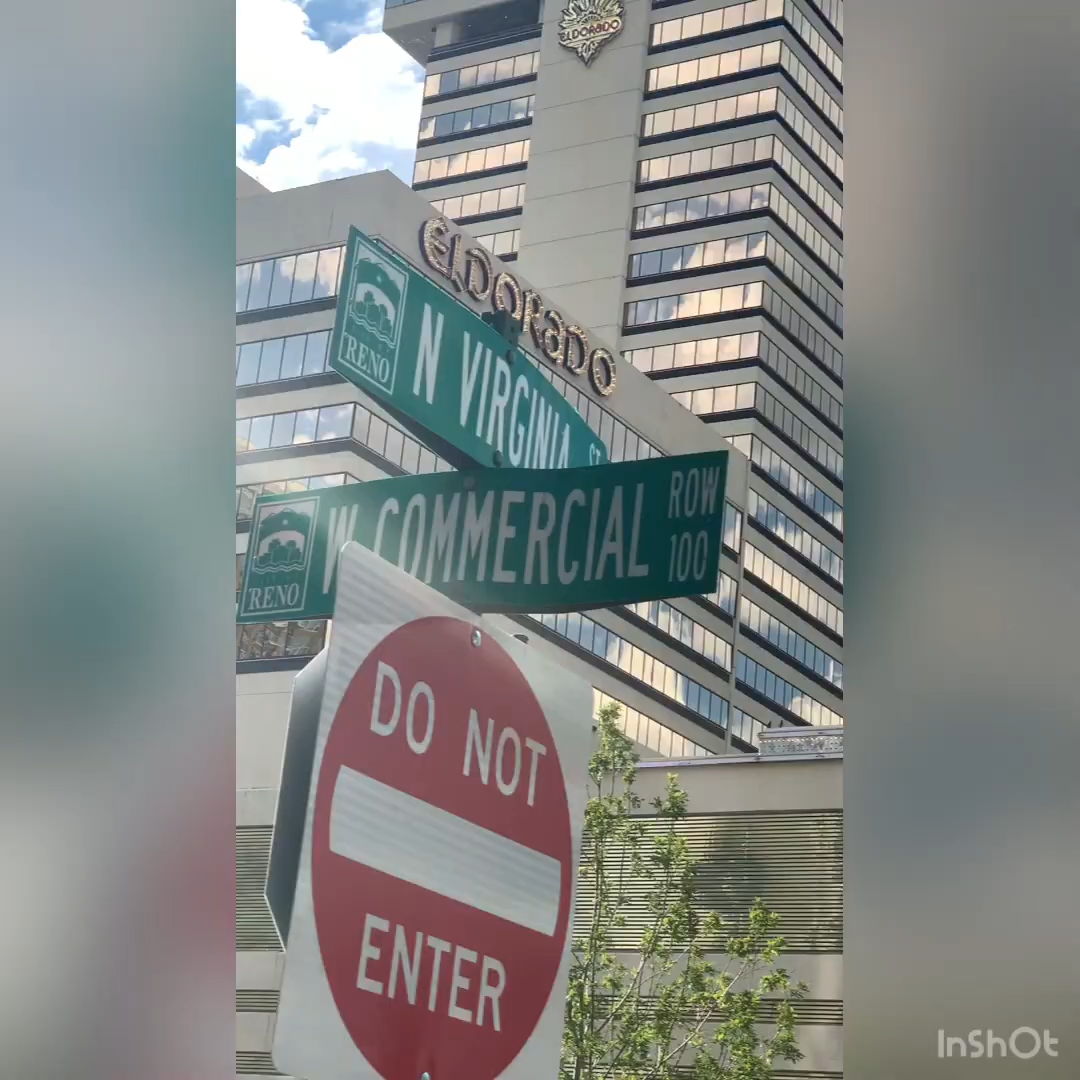 ELDORADO
ELDORADO
RENO
N VIRGINIA ST
RENO
W COMMERCIAL ROW 100
DO NOT
ENTER
InShOt